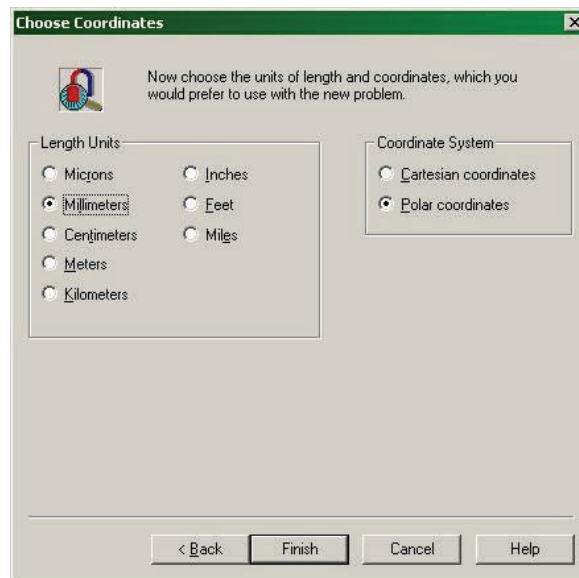 Choose Coordinates
Now choose the units of length and coordinates, which you
would prefer to use with the new problem.
Length Units
Microns
Millimeters
Centimeters
Meters
Kilometers
Inches
Feet
Miles
Coordinate System
Cartesian coordinates
Polar coordinates
< Back
Finish
Cancel
Help